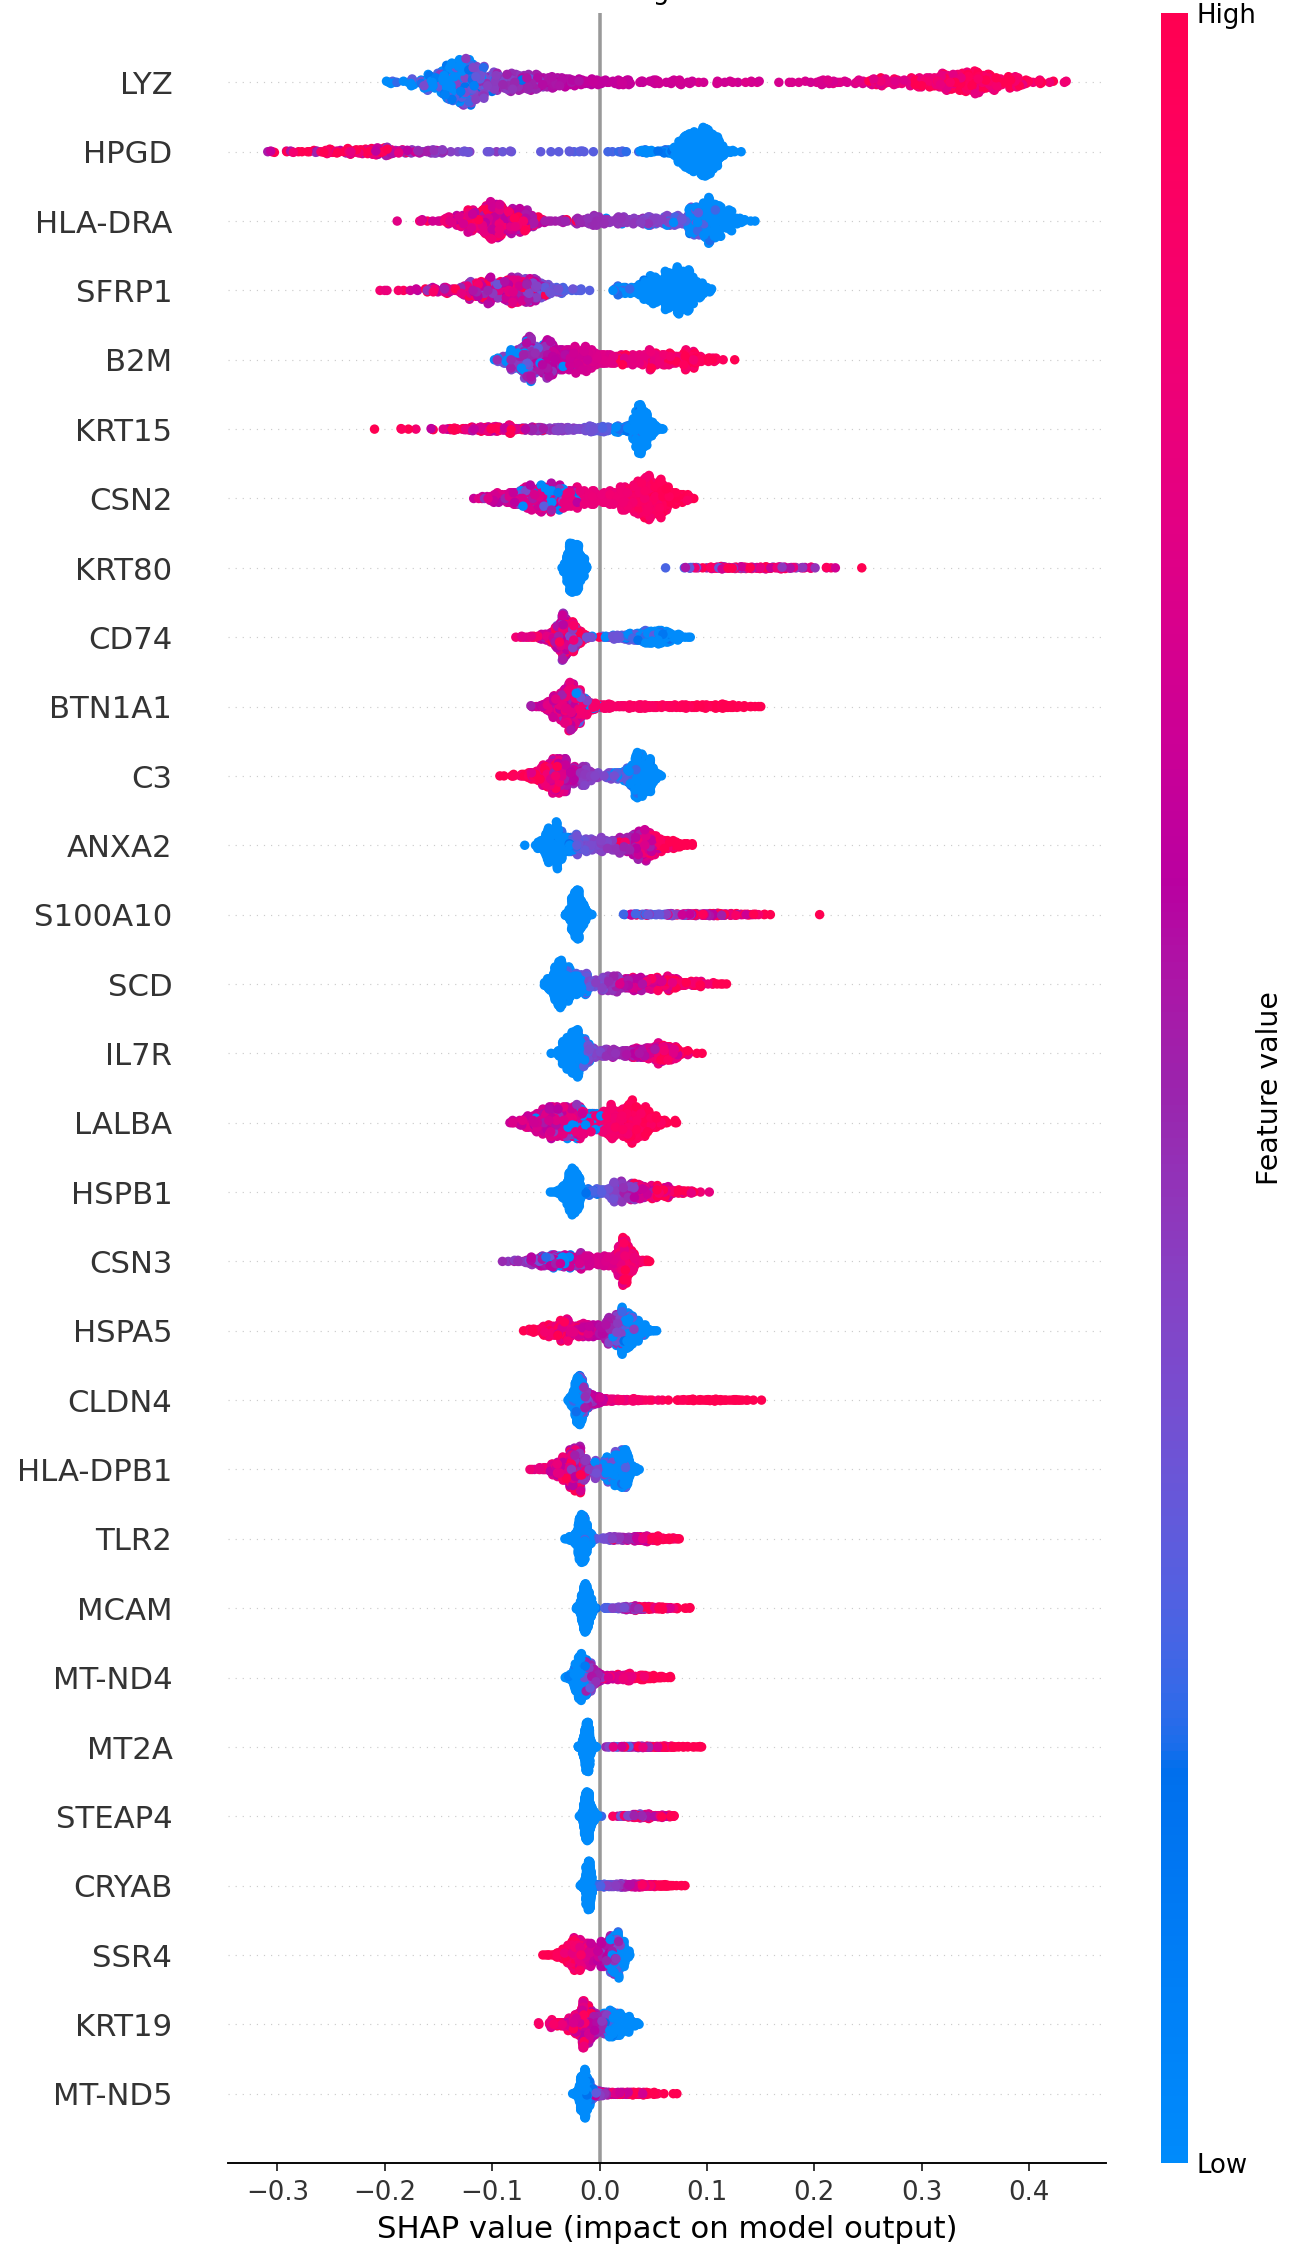 High
LYZ
HPGD
HLA-DRA
SFRP1
B2M
KRT15
CSN2
KRT80
CD74
BTN1A1
C3
ANXA2
S100A10
SCD
IL7R
LALBA
HSPB1
CSN3
HSPA5
CLDN4
HLA-DPB1
TLR2
MCAM
MT-ND4
MT2A
STEAP4
CRYAB
SSR4
KRT19
MT-ND5
Feature value
Low
−0.3 −0.2 −0.1 0.0 0.1 0.2 0.3 0.4
SHAP value (impact on model output)